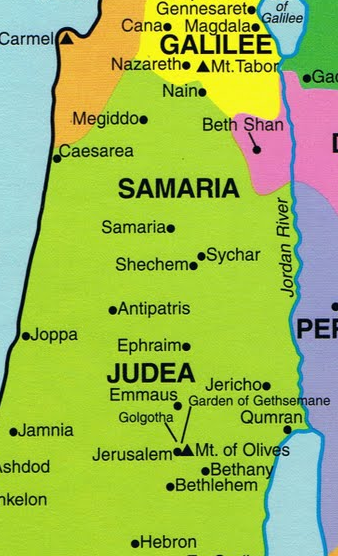 Gennesaret
of
Galilee
Cana
Magdala
Carmel
GALILEE
Nazareth
Mt.Tabor
Nain
Megiddo
Beth Shan
Caesarea
SAMARIA
Samaria
Sychar
Shechem
Jordan River
Antipatris
Joppa
Ephraim
JUDEA
Jericho
Emmaus
Garden of Gethsemane
Golgotha
Qumran
Jamnia
Jerusalem
Mt. of Olives
Bethany
Bethlehem
Hebron